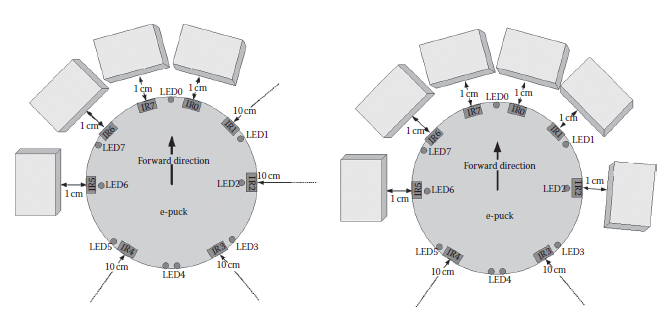 1 cm
LED0
1 cm
IR7
IR0
10 cm
1 cm
IR6
IR1
LED1
LED7
Forward direction
IR5
LED6
LED2
IR2
10 cm
1 cm
e-puck
LED5
IR4
IR3
LED3
10 cm
LED4
10 cm
1 cm
LED0
1 cm
IR7
IR0
1 cm
1 cm
IR6
IR1
LED1
LED7
Forward direction
IR5
LED6
LED2
IR2
1 cm
1 cm
e-puck
LED5
IR4
IR3
LED3
10 cm
LED4
10 cm